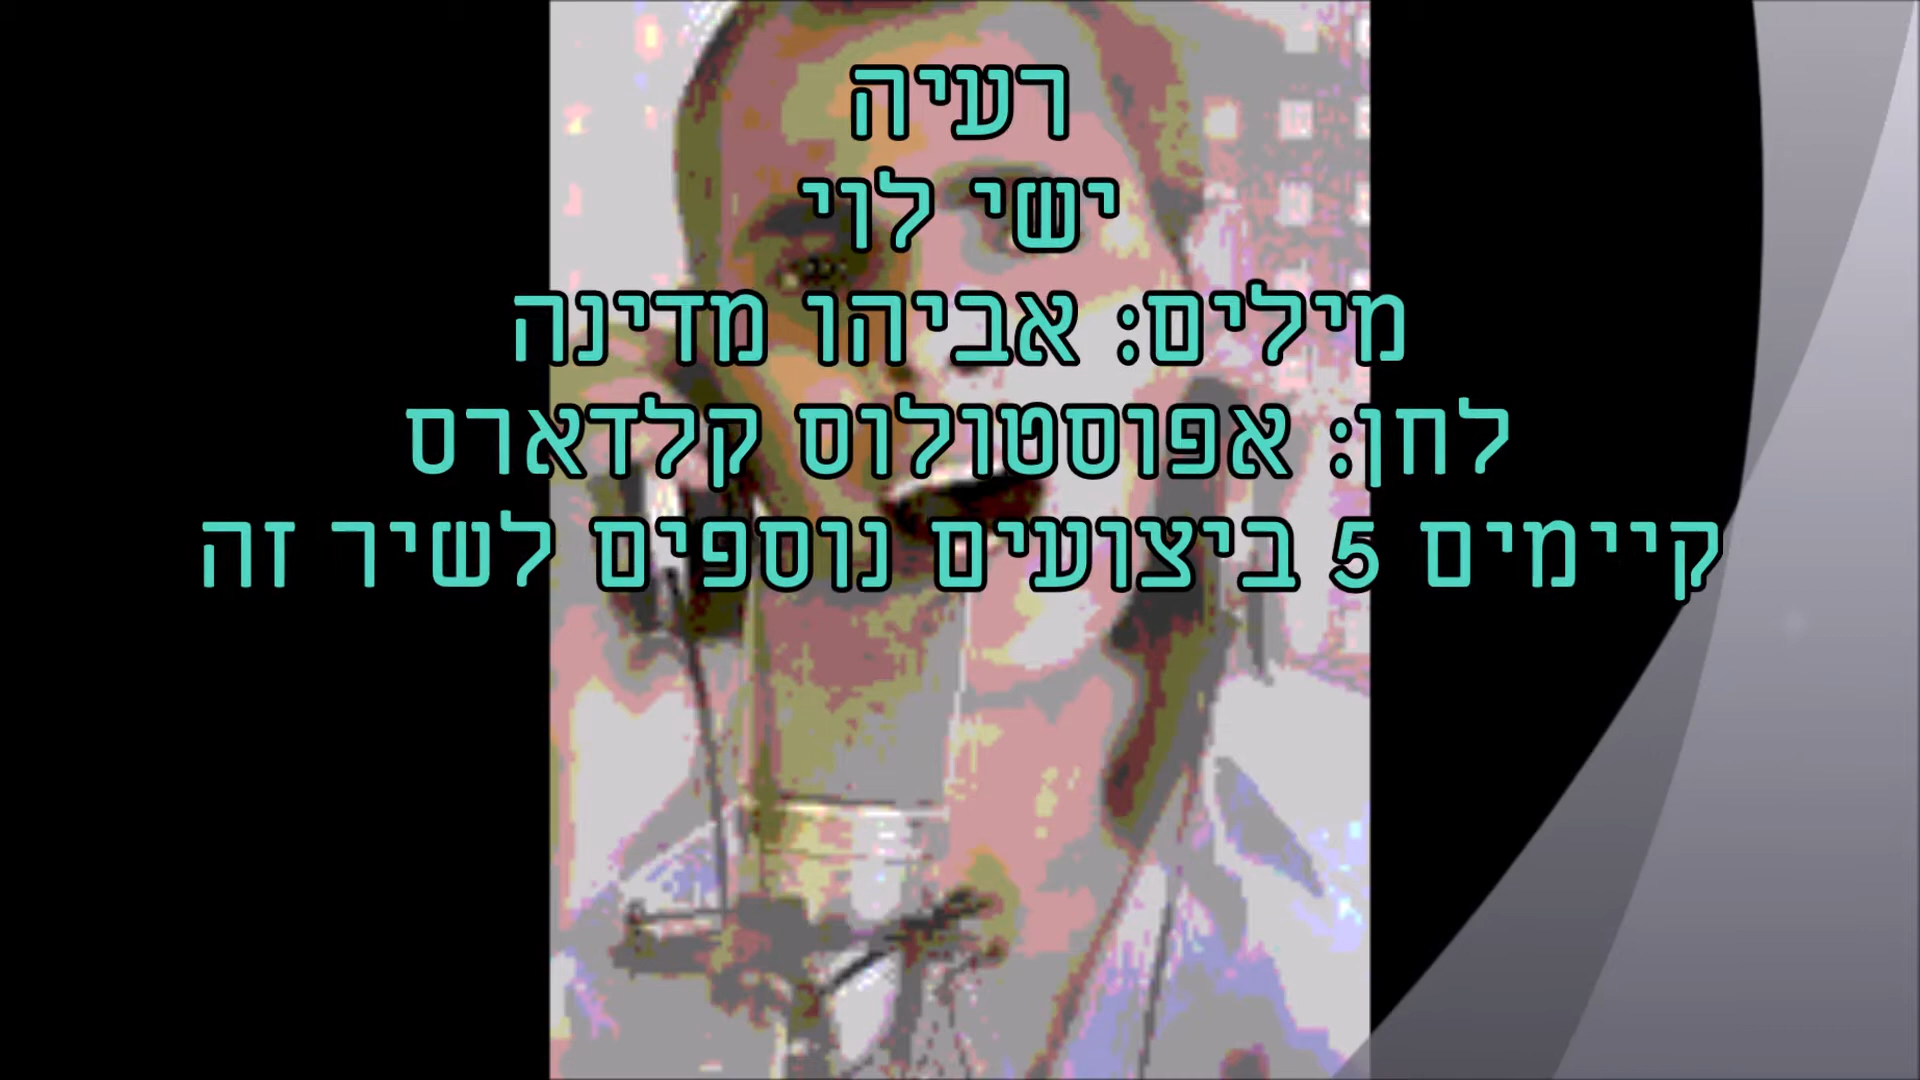 רעיה
ישי לוי
מילים: אביהו מדינה
לחן: אפוסטולוס קלדארס
קיימים 5 ביצועים נוספים לשיר זה